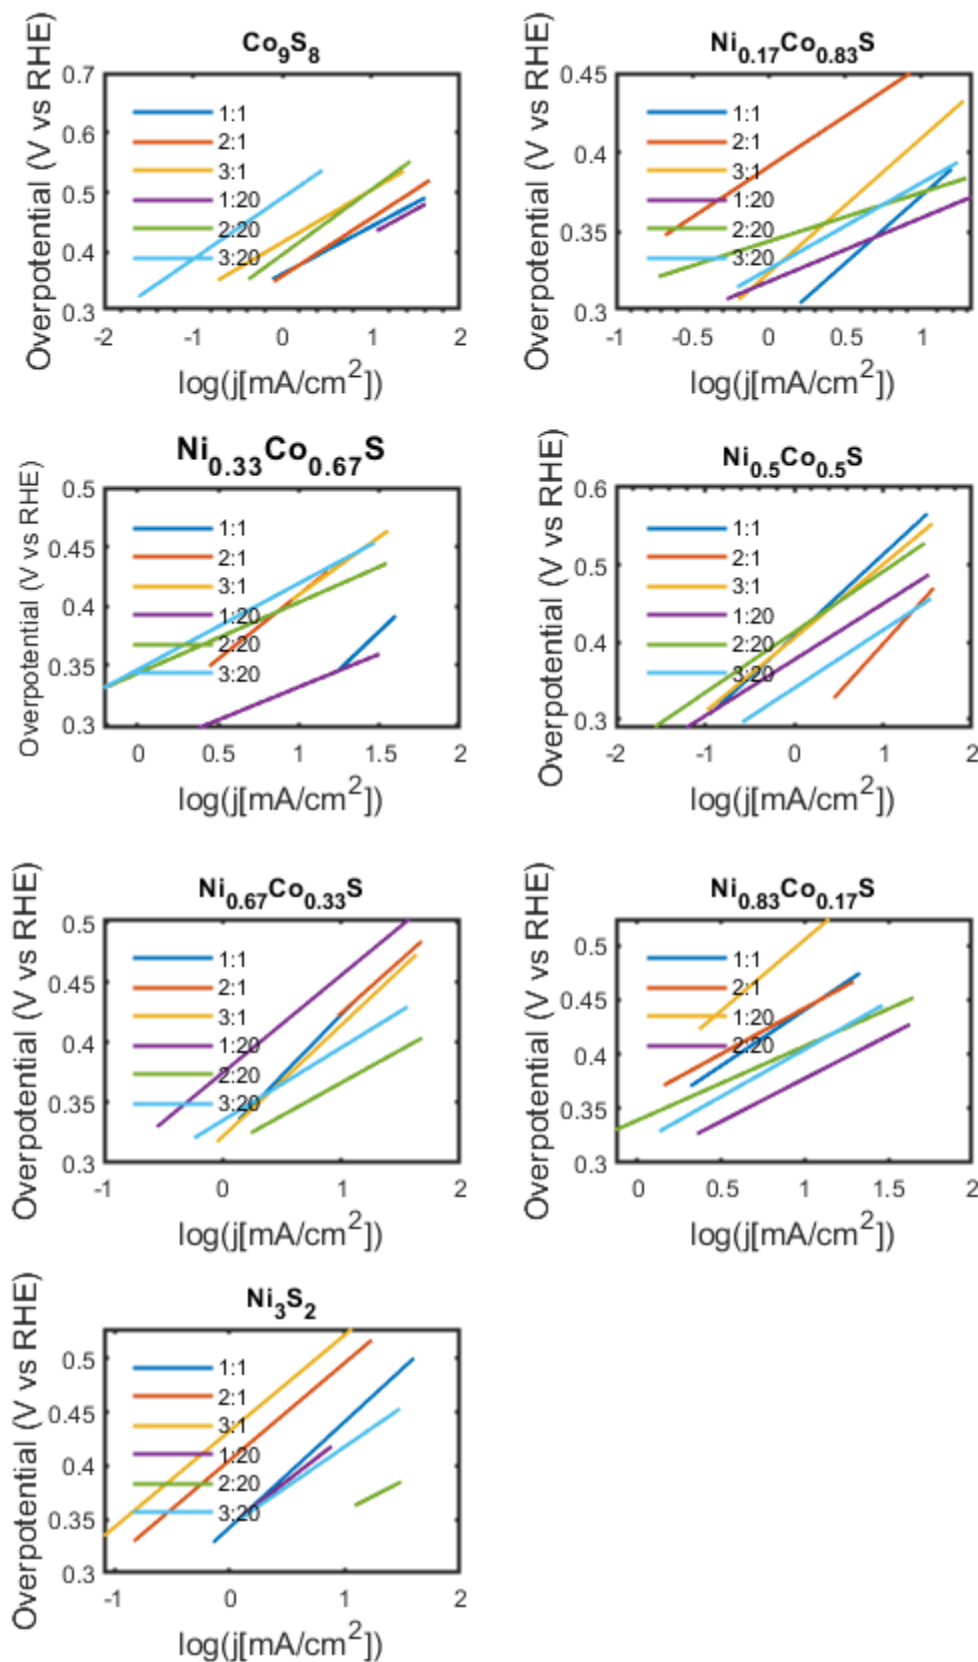 Co9S8
Overpotential (V vs RHE)
0.7
0.6
0.5
0.4
0.3
1:1
2:1
3:1
1:20
2:20
3:20
-2 -1 0 1 2
log(j[mA/cm2])
Ni0.17Co0.83S
Overpotential (V vs RHE)
0.45
0.4
0.35
0.3
1:1
2:1
3:1
1:20
2:20
3:20
-1 -0.5 0 0.5 1
log(j[mA/cm2])
Ni0.33Co0.67S
Overpotential (V vs RHE)
0.5
0.45
0.4
0.35
0.3
1:1
2:1
3:1
1:20
2:20
3:20
0 0.5 1 1.5 2
log(j[mA/cm2])
Ni0.5Co0.5S
Overpotential (V vs RHE)
0.6
0.5
0.4
0.3
1:1
2:1
3:1
1:20
2:20
3:20
-2 -1 0 1 2
log(j[mA/cm2])
Ni0.67Co0.33S
Overpotential (V vs RHE)
0.5
0.45
0.4
0.35
0.3
1:1
2:1
3:1
1:20
2:20
3:20
-1 0 1 2
log(j[mA/cm2])
Ni0.83Co0.17S
Overpotential (V vs RHE)
0.5
0.45
0.4
0.35
0.3
1:1
2:1
1:20
2:20
0 0.5 1 1.5 2
log(j[mA/cm2])
Ni3S2
Overpotential (V vs RHE)
0.5
0.45
0.4
0.35
0.3
1:1
2:1
3:1
1:20
2:20
3:20
-1 0 1 2
log(j[mA/cm2])